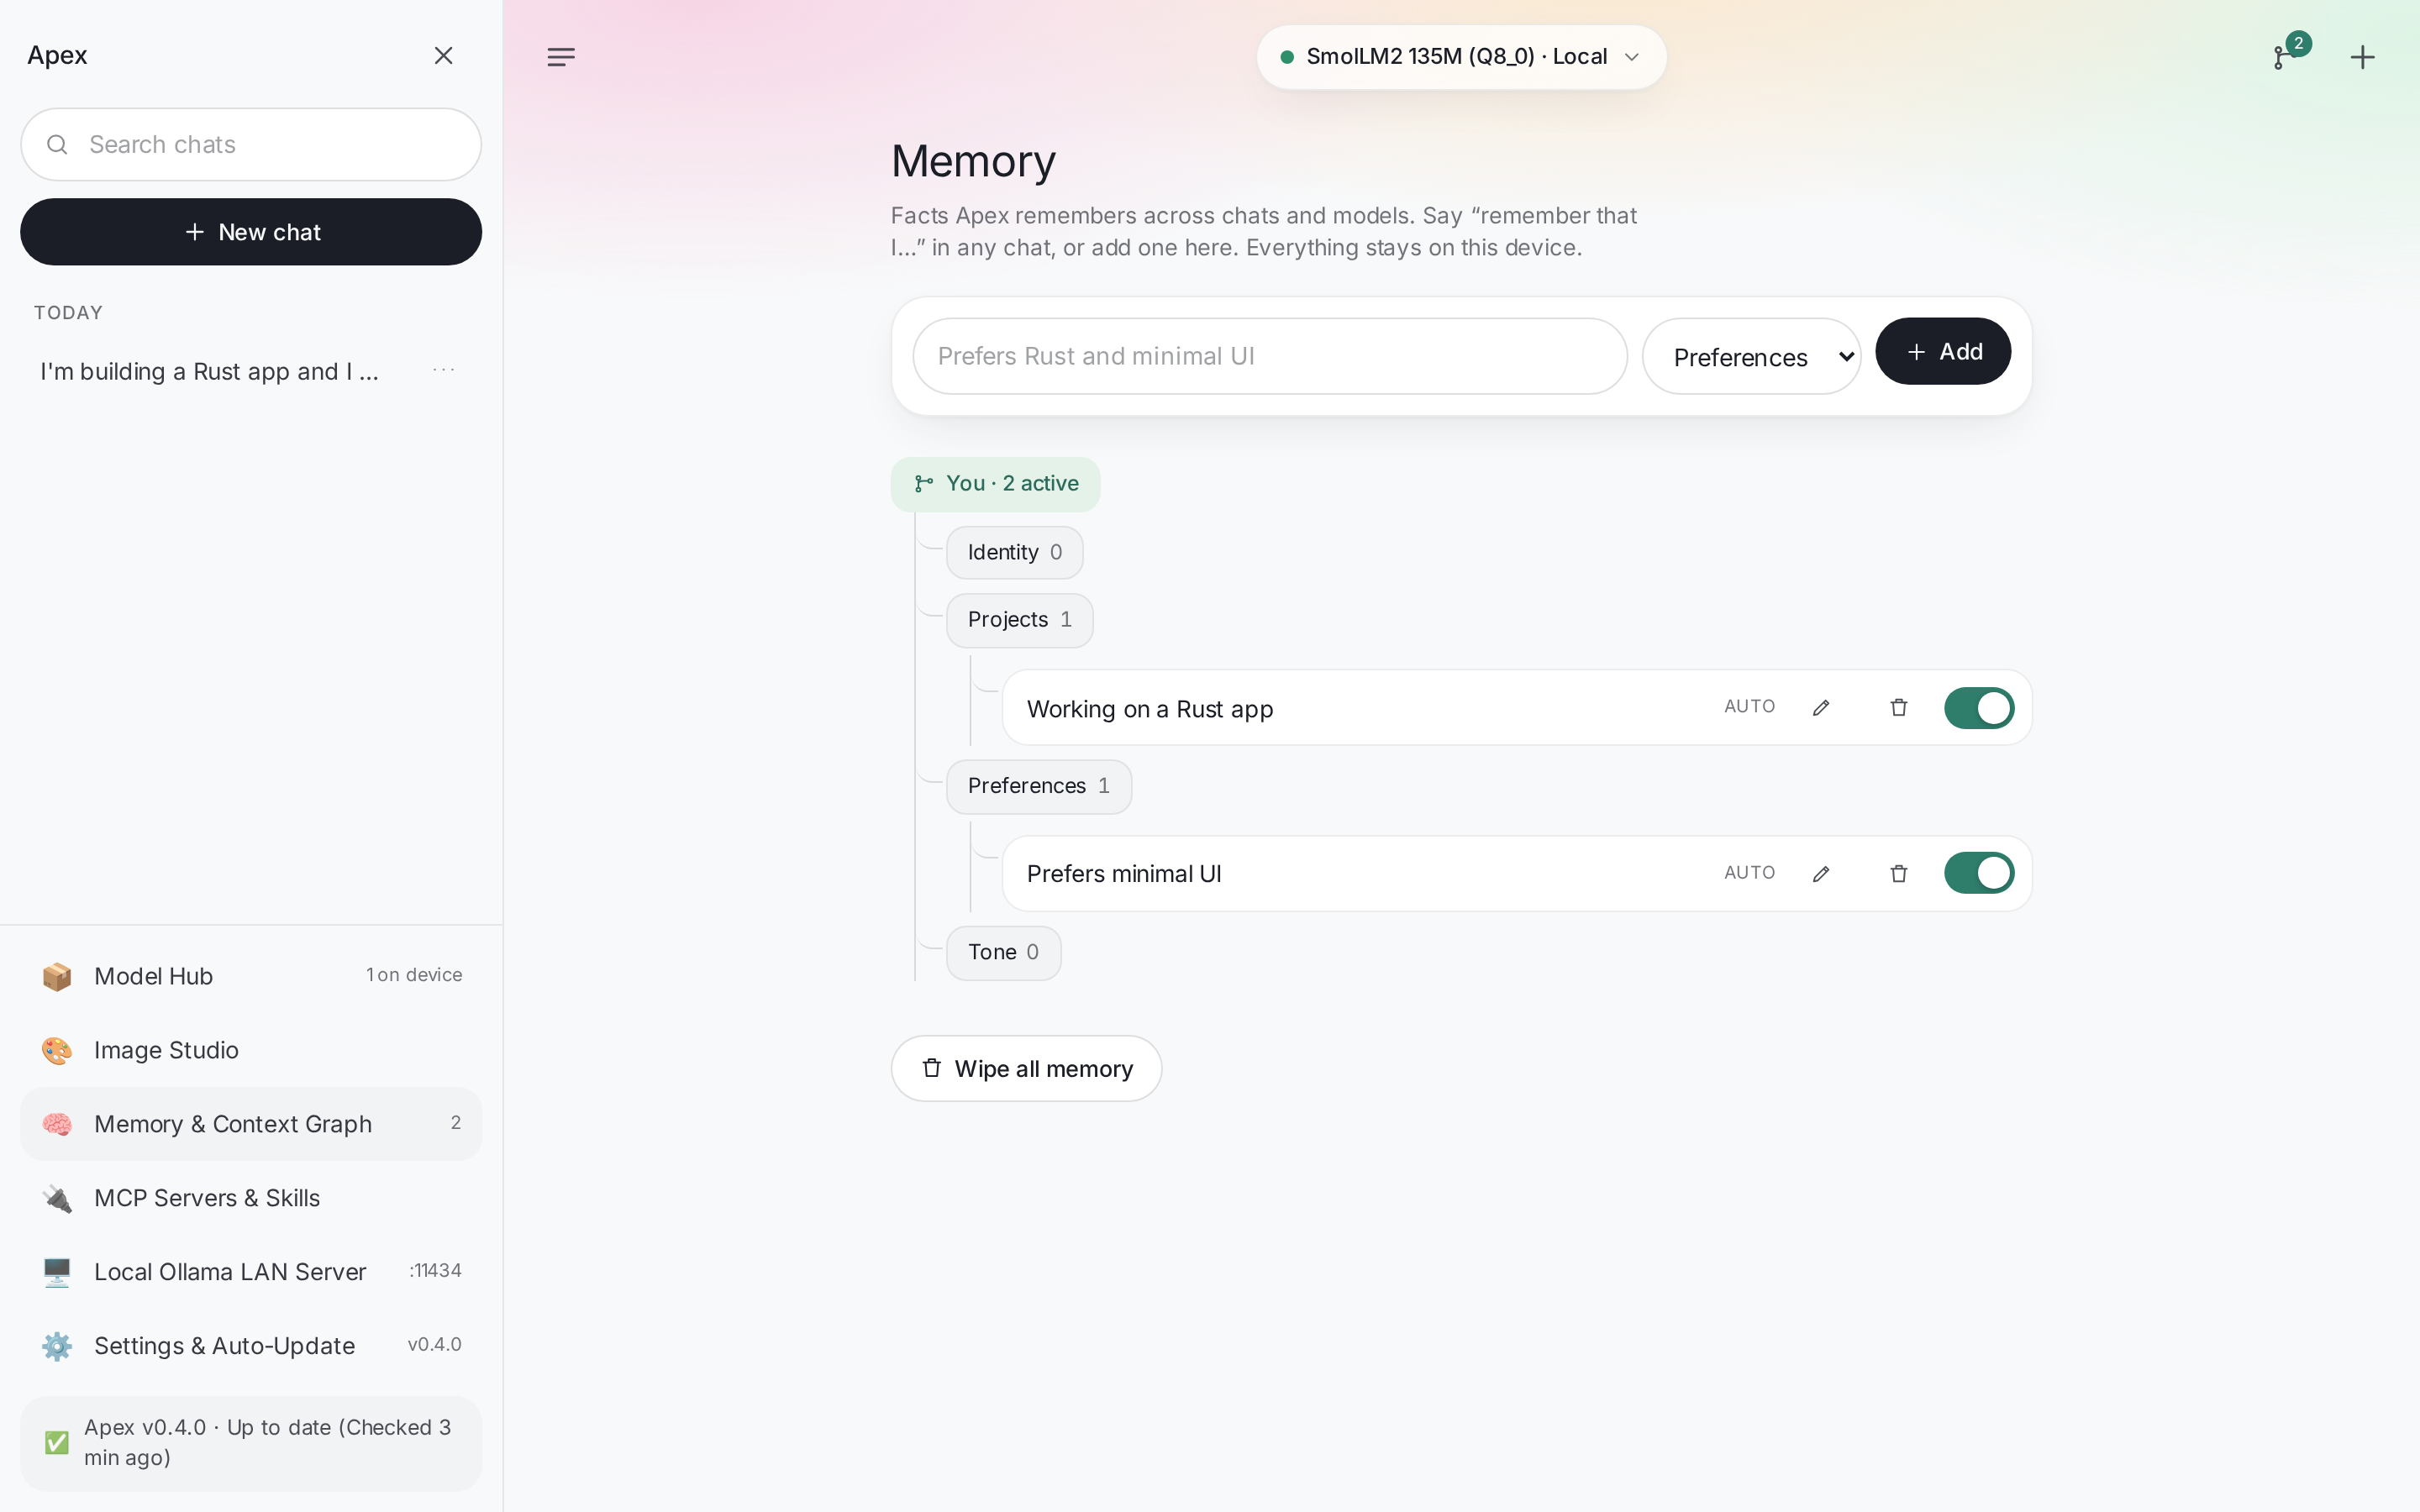 Apex
Search chats
New chat
TODAY
I'm building a Rust app and I ...
Model Hub 1 on device
Image Studio
Memory & Context Graph 2
MCP Servers & Skills
Local Ollama LAN Server :11434
Settings & Auto-Update v0.4.0
Apex v0.4.0 · Up to date (Checked 3
min ago)
SmolLM2 135M (Q8_0) · Local
2
Memory
Facts Apex remembers across chats and models. Say “remember that
I…” in any chat, or add one here. Everything stays on this device.
Prefers Rust and minimal UI Preferences Add
You · 2 active
Identity 0
Projects 1
Working on a Rust app AUTO
Preferences 1
Prefers minimal UI AUTO
Tone 0
Wipe all memory